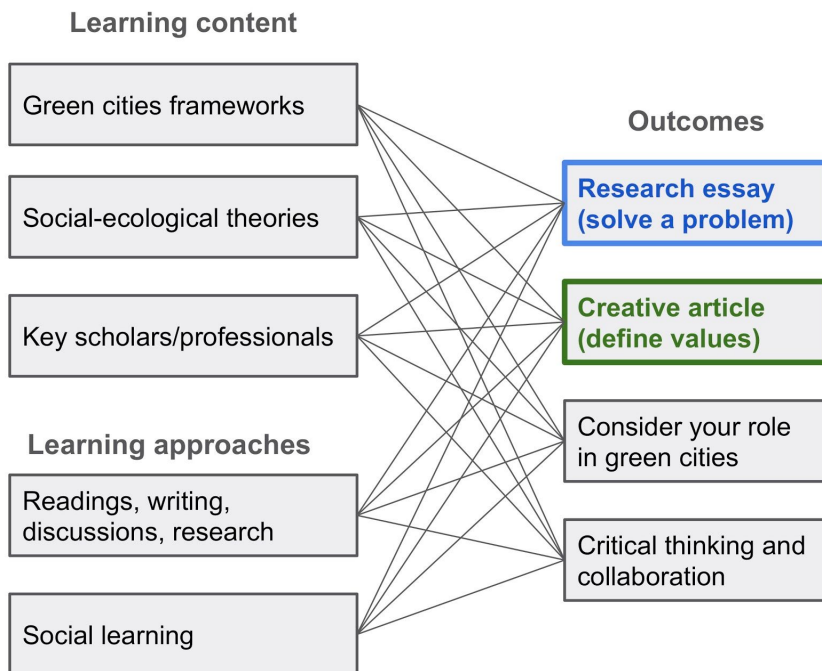 Learning content
Green cities frameworks
Social-ecological theories
Key scholars/professionals
Learning approaches
Readings, writing,
discussions, research
Social learning
Outcomes
Research essay
(solve a problem)
Creative article
(define values)
Consider your role
in green cities
Critical thinking and
collaboration